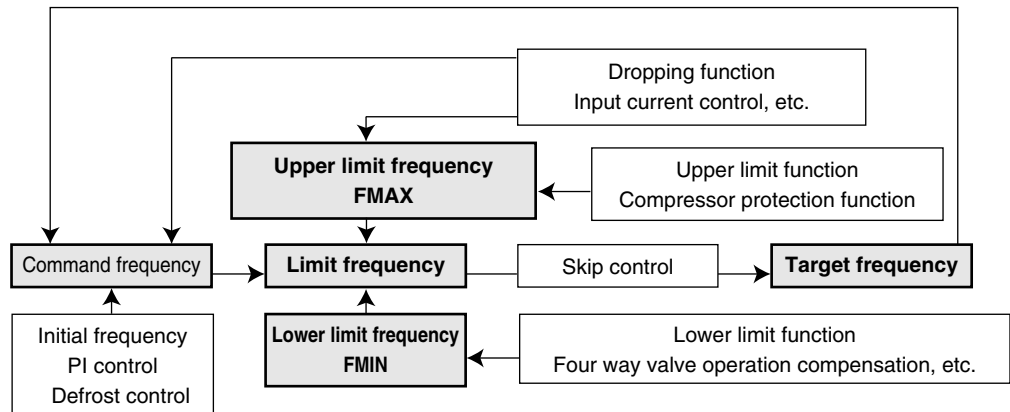 Dropping function
Input current control, etc.
Upper limit frequency
FMAX
Upper limit function
Compressor protection function
Command frequency
Limit frequency
Skip control
Target frequency
Initial frequency
PI control
Defrost control
Lower limit frequency
FMIN
Lower limit function
Four way valve operation compensation, etc.